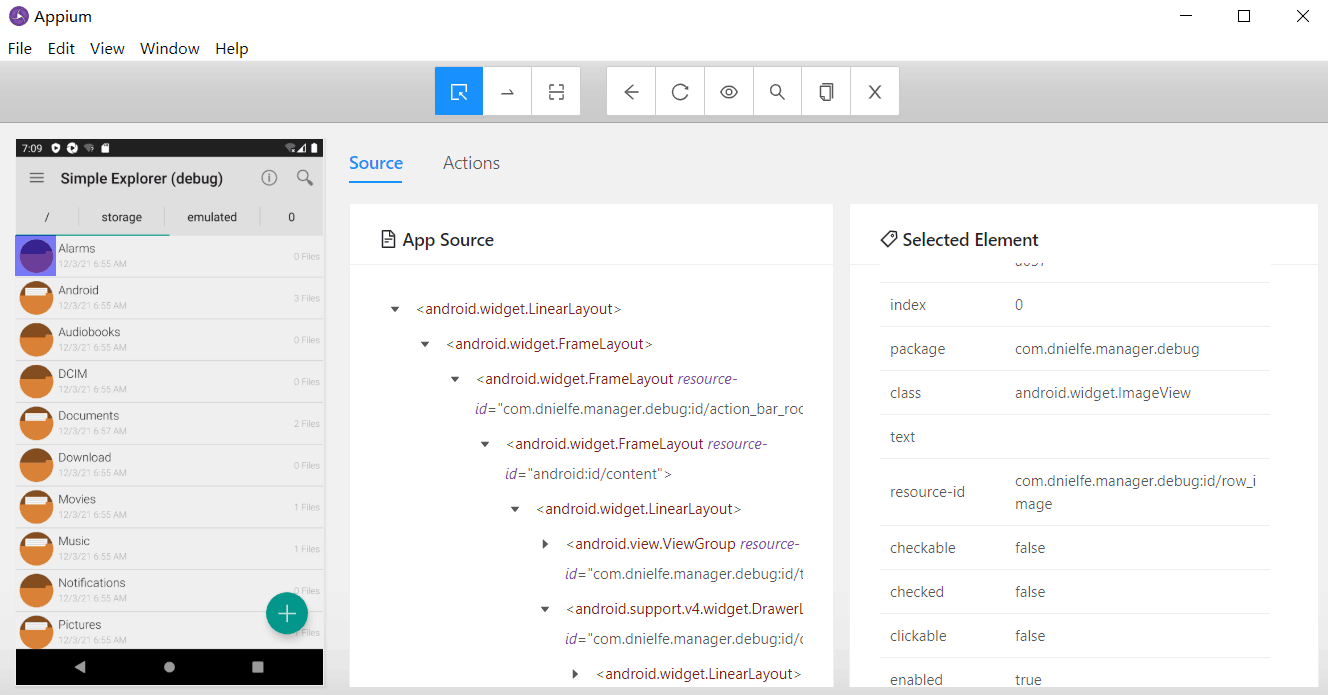 Appium
File Edit View Window Help
7:09
Simple Explorer (debug)
/ storage emulated 0
Alarms
12/3/21 6:55 AM 0 Files
Android
12/3/21 6:55 AM 3 Files
Audiobooks
12/3/21 6:55 AM 0 Files
DCIM
12/3/21 6:55 AM 0 Files
Documents
12/3/21 6:57 AM 2 Files
Download
12/3/21 6:55 AM 0 Files
Movies
12/3/21 6:55 AM 1 Files
Music
12/3/21 6:55 AM 1 Files
Notifications
12/3/21 6:55 AM Files
Pictures
12/3/21 6:55 AM Files
Source Actions
App Source
<android.widget.LinearLayout>
<android.widget.FrameLayout>
<android.widget.FrameLayout resource-
id="com.dnielfe.manager.debug:id/action_bar_roo
<android.widget.FrameLayout resource-
id="android:id/content">
<android.widget.LinearLayout>
<android.view.ViewGroup resource-
id="com.dnielfe.manager.debug:id/t
<android.support.v4.widget.DrawerL
id="com.dnielfe.manager.debug:id/
<android.widget.LinearLayout>
Selected Element
index 0
package com.dnielfe.manager.debug
class android.widget.ImageView
text
resource-id com.dnielfe.manager.debug:id/row_i
mage
checkable false
checked false
clickable false
enabled true